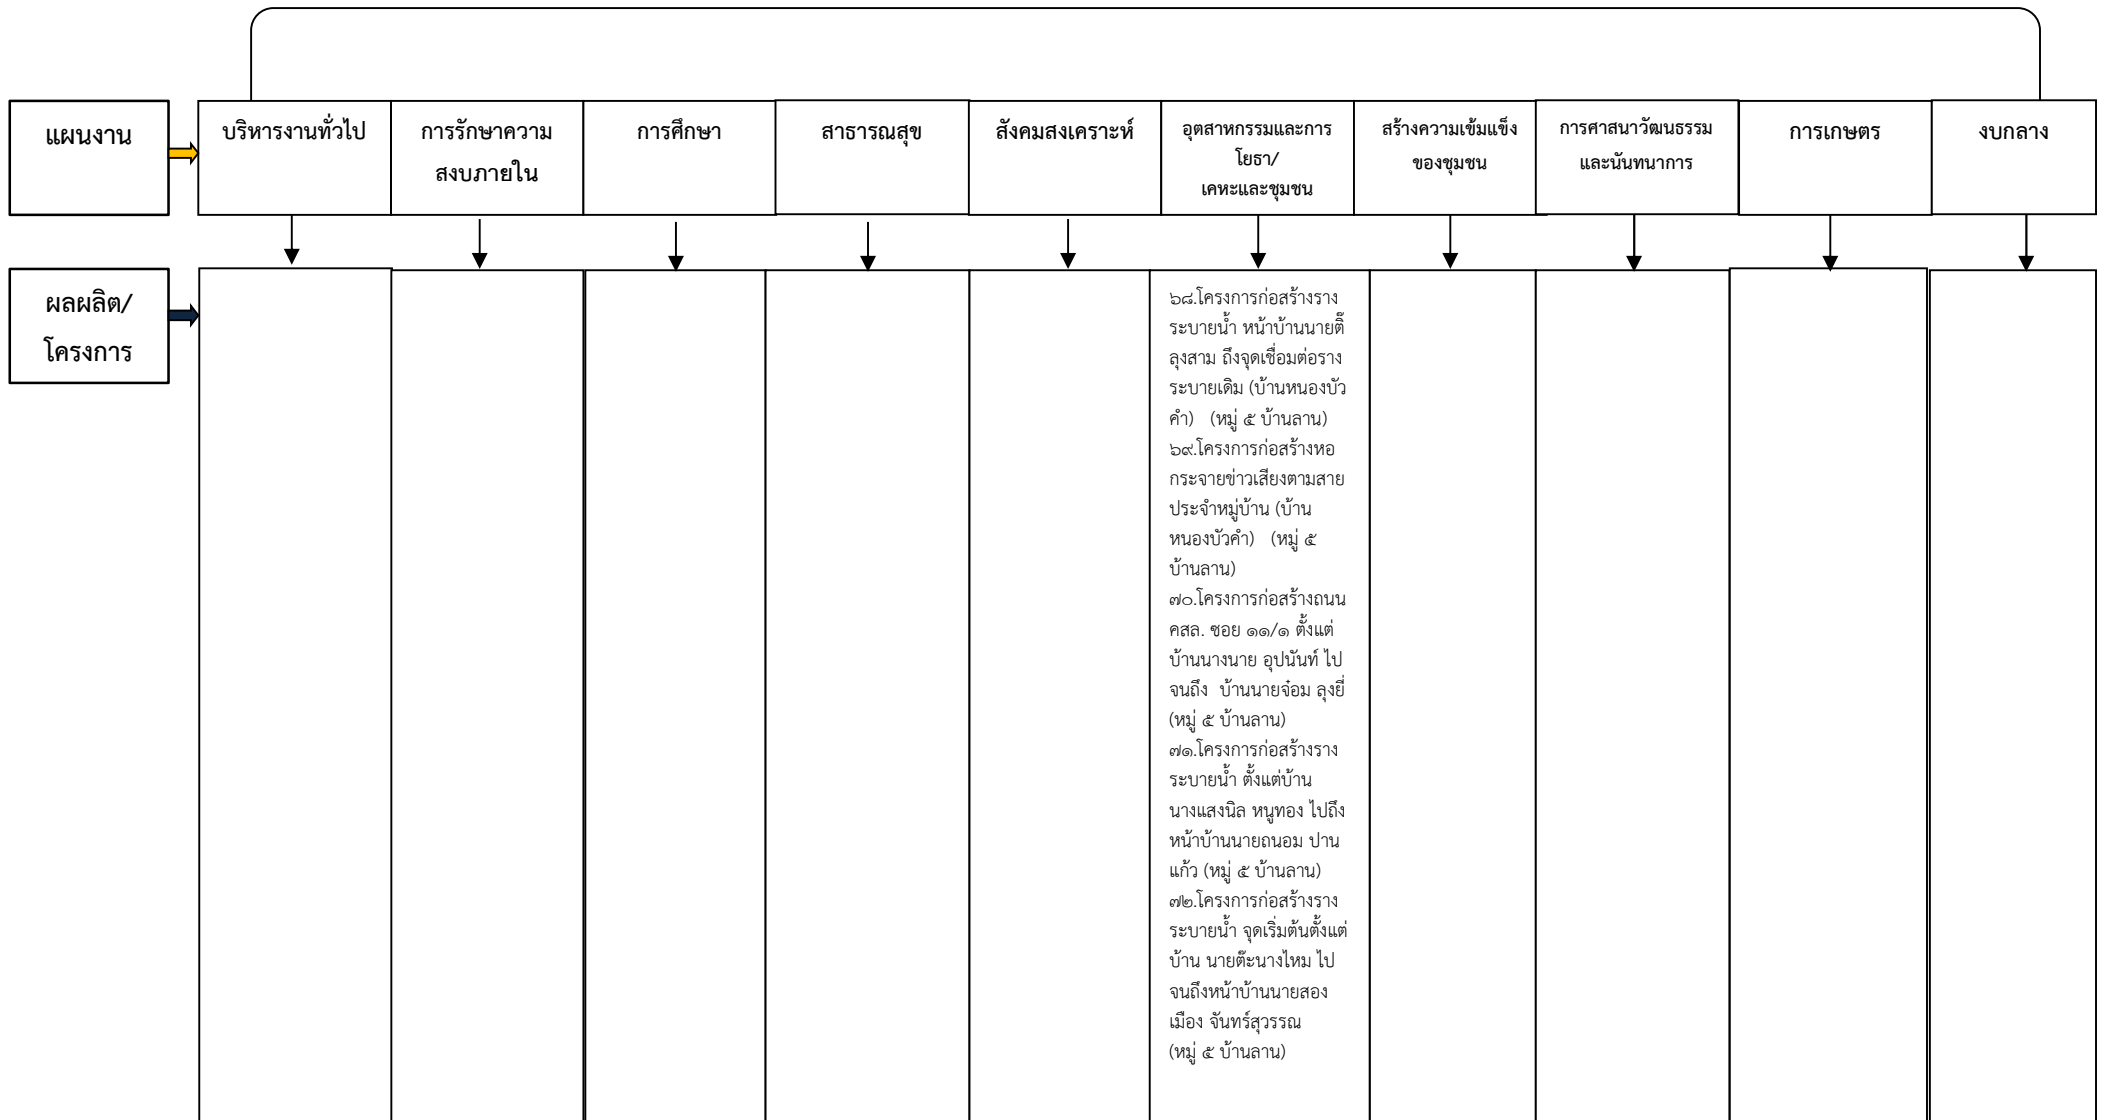 แผนงาน
บริหารงานทั่วไป
การรักษาความ
สงบภายใน
การศึกษา
สาธารณสุข
สังคมสงเคราะห์
อุตสาหกรรมและการ
โยธา/
เคหะและชุมชน
สร้างความเข้มแข็ง
ของชุมชน
การศาสนาวัฒนธรรม
และนันทนาการ
การเกษตร
งบกลาง
ผลผลิต/
โครงการ
๖๘.โครงการก่อสร้างราง
ระบายน้ำ หน้าบ้านนายติ๊
ลุงสาม ถึงจุดเชื่อมต่อราง
ระบายเดิม (บ้านหนองบัว
คำ) (หมู่ ๕ บ้านลาน)
๖๙.โครงการก่อสร้างหอ
กระจายข่าวเสียงตามสาย
ประจำหมู่บ้าน (บ้าน
หนองบัวคำ) (หมู่ ๕
บ้านลาน)
๗๐.โครงการก่อสร้างถนน
คสล. ซอย ๑๑/๑ ตั้งแต่
บ้านนางนาย อุปนันท์ ไป
จนถึง บ้านนายจ๋อม ลุงยี่
(หมู่ ๕ บ้านลาน)
๗๑.โครงการก่อสร้างราง
ระบายน้ำ ตั้งแต่บ้าน
นางแสงนิล หนูทอง ไปถึง
หน้าบ้านนายถนอม ปาน
แก้ว (หมู่ ๕ บ้านลาน)
๗๒.โครงการก่อสร้างราง
ระบายน้ำ จุดเริ่มต้นตั้งแต่
บ้าน นายต๊ะนางไหม ไป
จนถึงหน้าบ้านนายสอง
เมือง จันทร์สุวรรณ
(หมู่ ๕ บ้านลาน)